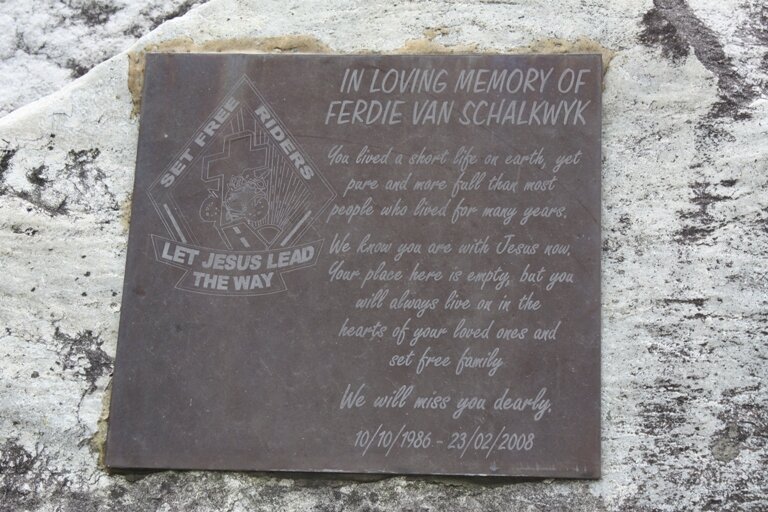 SET FREE RIDERS
LET JESUS LEAD
THE WAY
IN LOVING MEMORY OF
FERDIE VAN SCHALKWYK
You lived a short life on earth, yet
pure and more full than most
people who lived for many years.
We know you are with Jesus now.
Your place here is empty, but you
will always live on in the
hearts of your loved ones and
set free family
We will miss you dearly.
10/10/1986 - 23/02/2008